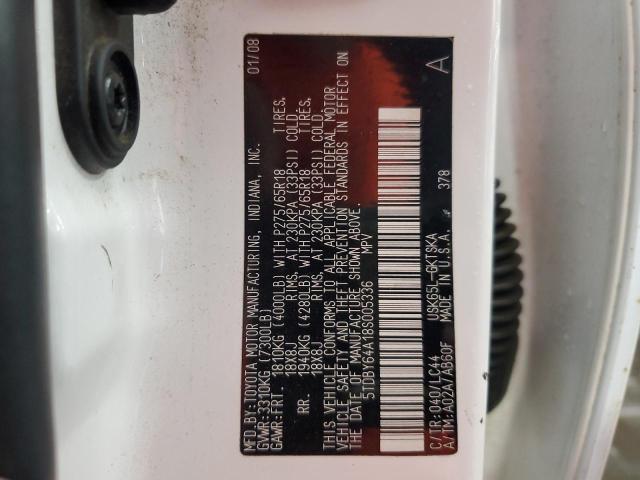 MFD.BY:TOYOTA MOTOR MANUFACTURING, INDIANA, INC. 01/08
GVWR:3310KG (7300LB)
GAWR:FRT. 1810KG (4000LB) WITH P275/65R18 TIRES,
18X8J RIMS, AT 230KPA (33PSI) COLD
RR. 1940KG (4280LB) WITH P275/65R18 TIRES,
18X8J RIMS, AT 230KPA (33PSI) COLD
THIS VEHICLE CONFORMS TO ALL APPLICABLE FEDERAL MOTOR
VEHICLE SAFETY AND THEFT PREVENTION STANDARDS IN EFFECT ON
THE DATE OF MANUFACTURE SHOWN ABOVE.
5TDBY64A18S005336 MPV
C/TR:040/LC44 USK65L-GKTSKA 378 A
A/TM:A02A/AB60F MADE IN U.S.A.